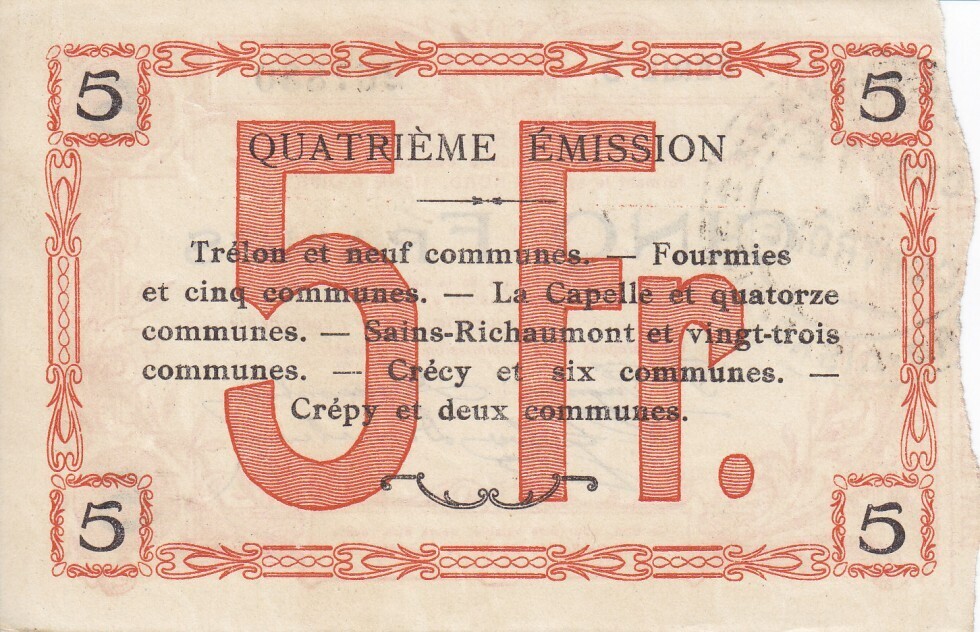 5 5
QUATRIÈME ÉMISSION
5 Fr.
Trélon et neuf communes. — Fourmies
et cinq communes. — La Capelle et quatorze
communes. — Sains-Richaumont et vingt-trois
communes. — Crécy et six communes. —
Crépy et deux communes.
5 5